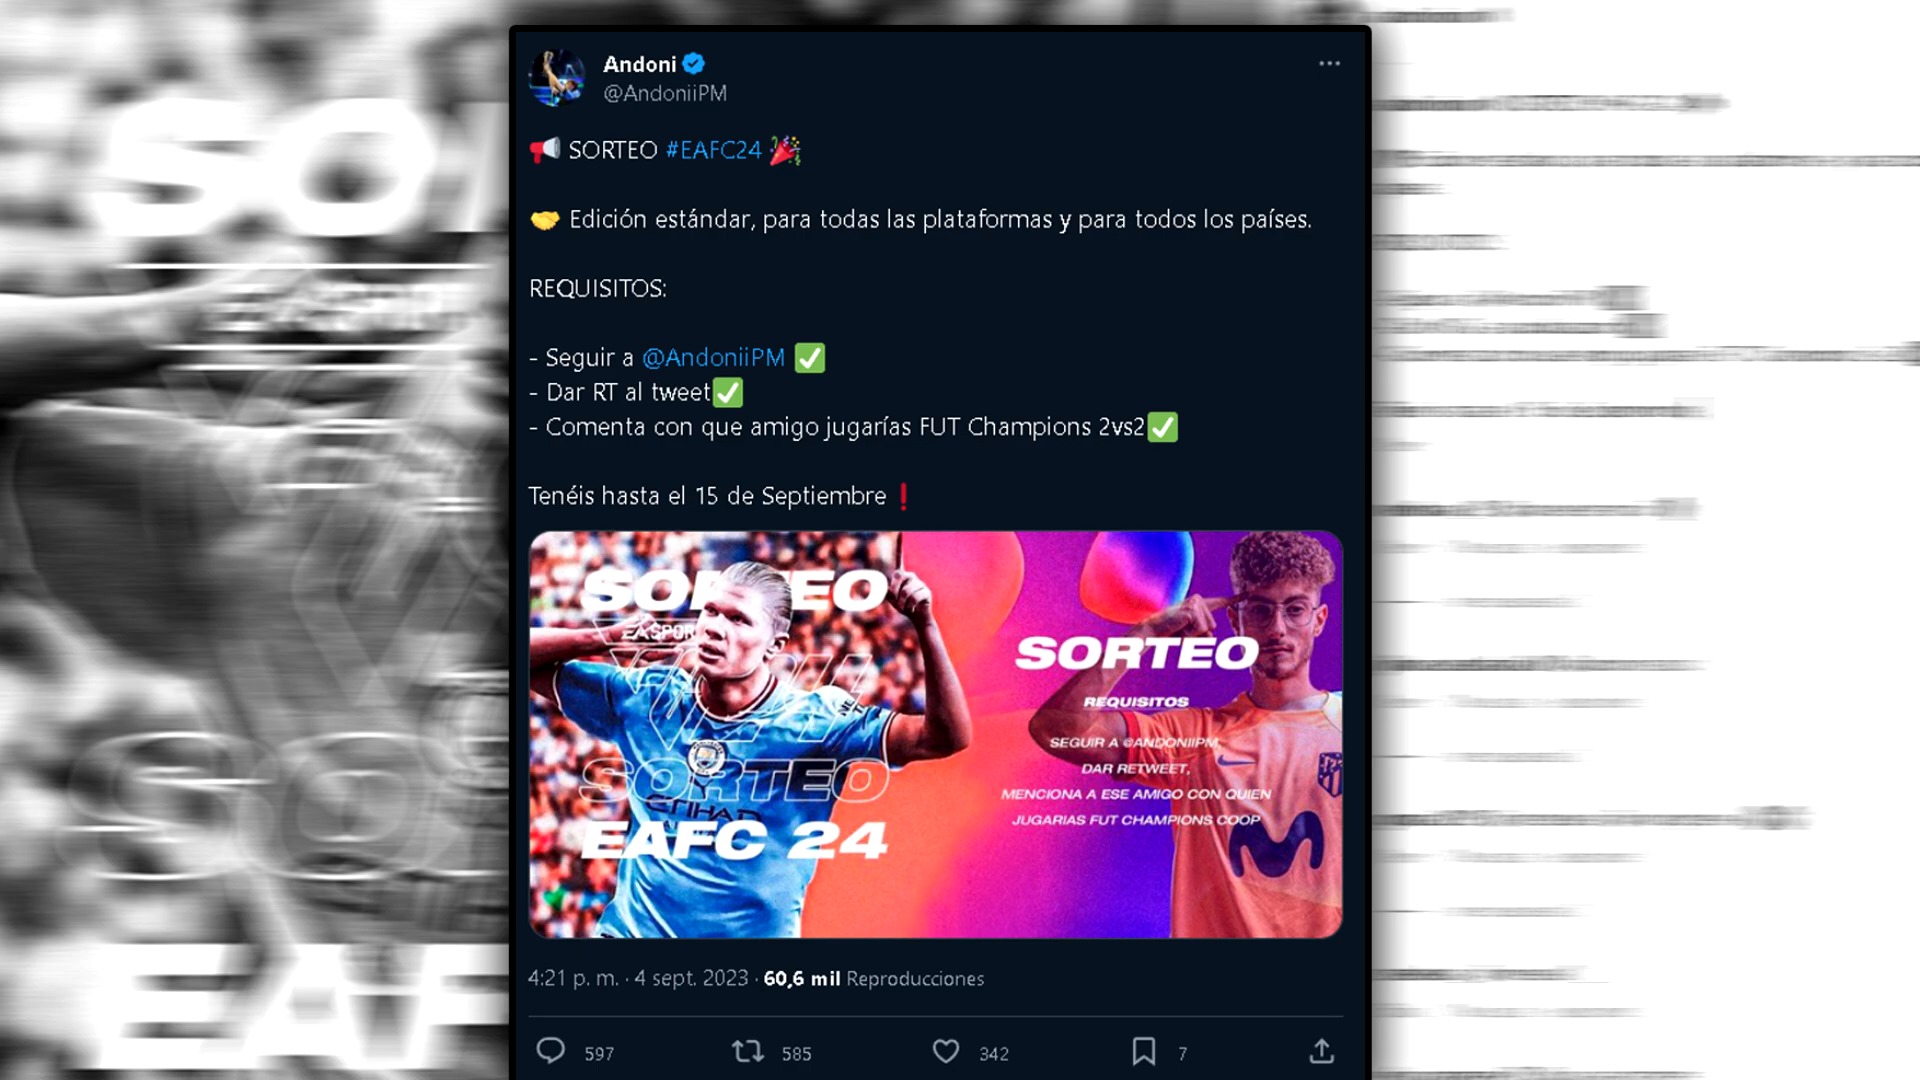 Andoni
@AndoniiPM
SORTEO #EAFC24
Edición estándar, para todas las plataformas y para todos los países.
REQUISITOS:
- Seguir a @AndoniiPM
- Dar RT al tweet
- Comenta con que amigo jugarías FUT Champions 2vs2
Tenéis hasta el 15 de Septiembre
SORTEO
EA SPORTS
SORTEO
EAFC 24
SORTEO
REQUISITOS
SEGUIR A @ANDONIIPM,
DAR RETWEET,
MENCIONA A ESE AMIGO CON QUIEN
JUGARIAS FUT CHAMPIONS COOP
4:21 p. m. · 4 sept. 2023 · 60,6 mil Reproducciones
597 585 342 7